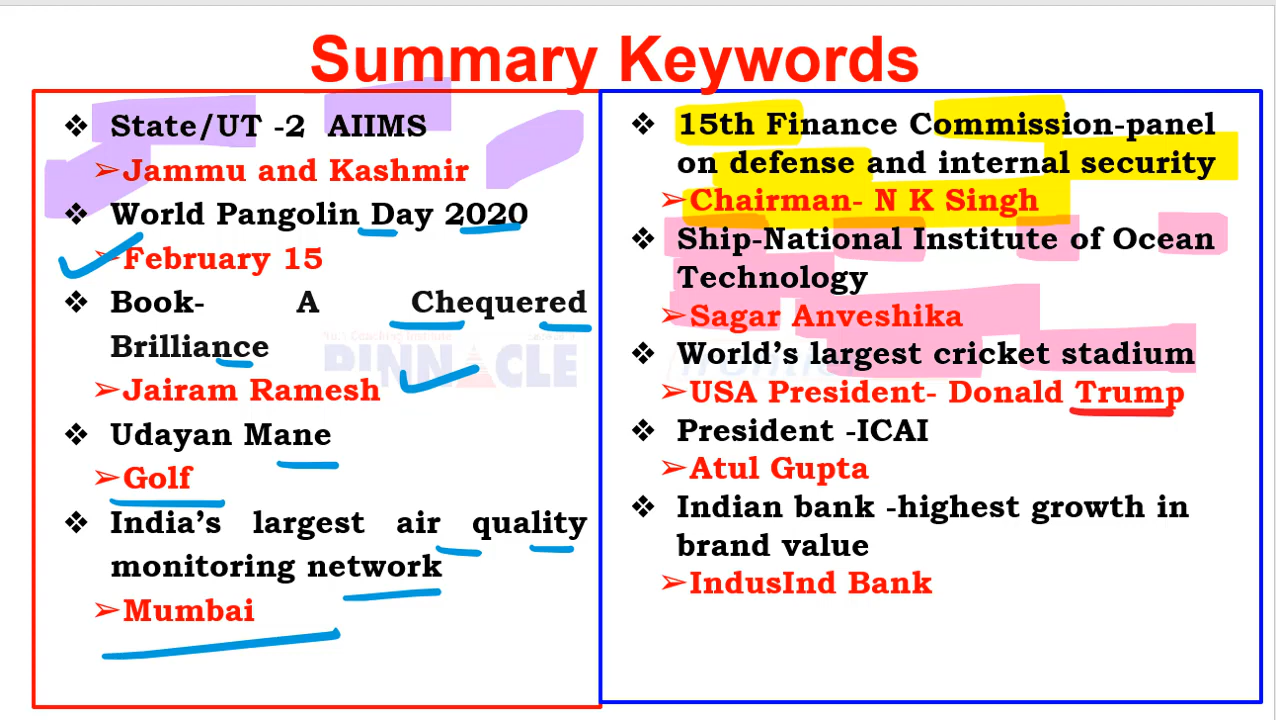 Summary Keywords
❖ State/UT -2 AIIMS
➢Jammu and Kashmir
❖ World Pangolin Day 2020
➢February 15
❖ Book- A Chequered
Brilliance
➢Jairam Ramesh
❖ Udayan Mane
➢Golf
❖ India’s largest air quality
monitoring network
➢Mumbai
❖ 15th Finance Commission-panel
on defense and internal security
➢Chairman- N K Singh
❖ Ship-National Institute of Ocean
Technology
➢Sagar Anveshika
❖ World’s largest cricket stadium
➢USA President- Donald Trump
❖ President -ICAI
➢Atul Gupta
❖ Indian bank -highest growth in
brand value
➢IndusInd Bank
PINNACLE